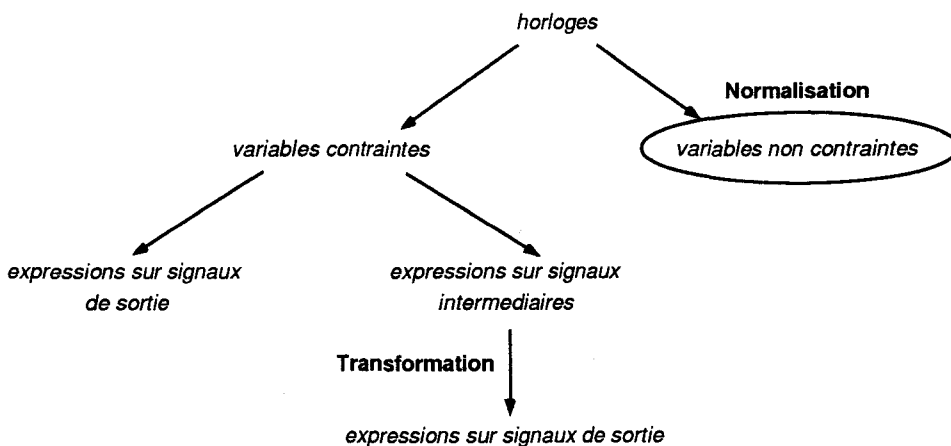 horloges
Normalisation
variables contraintes
variables non contraintes
expressions sur signaux
de sortie
expressions sur signaux
intermediaires
Transformation
expressions sur signaux de sortie